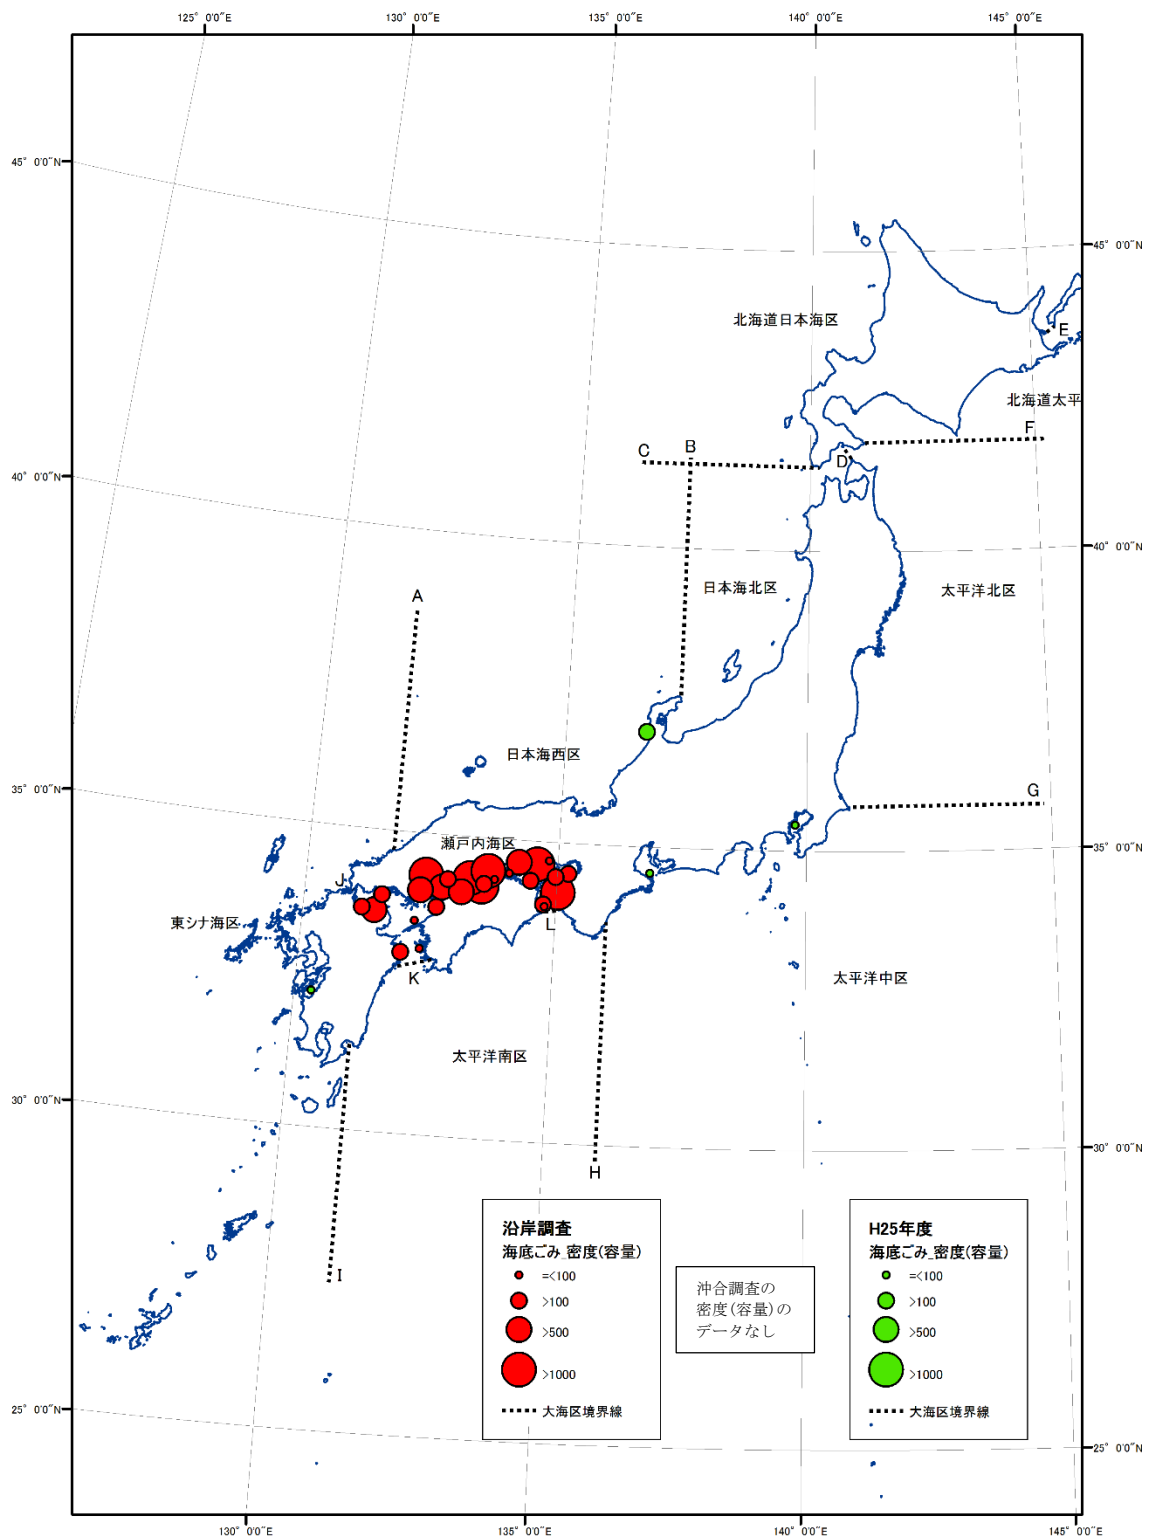 125° 0'0"E
130° 0'0"E
135° 0'0"E
140° 0'0"E
145° 0'0"E
45° 0'0"N
45° 0'0"N
北海道日本海区
E
北海道太平
F
B
C
D
40° 0'0"N
40° 0'0"N
日本海北区
太平洋北区
A
日本海西区
35° 0'0"N
G
35° 0'0"N
瀬戸内海区
J
東シナ海区
L
K
太平洋中区
太平洋南区
30° 0'0"N
30° 0'0"N
H
I
沿岸調査
海底ごみ_密度(容量)
=<100
>100
>500
>1000
大海区境界線
沖合調査の
密度(容量)の
データなし
H25年度
海底ごみ_密度(容量)
=<100
>100
>500
>1000
大海区境界線
25° 0'0"N
25° 0'0"N
130° 0'0"E
135° 0'0"E
140° 0'0"E
145° 0'0"E